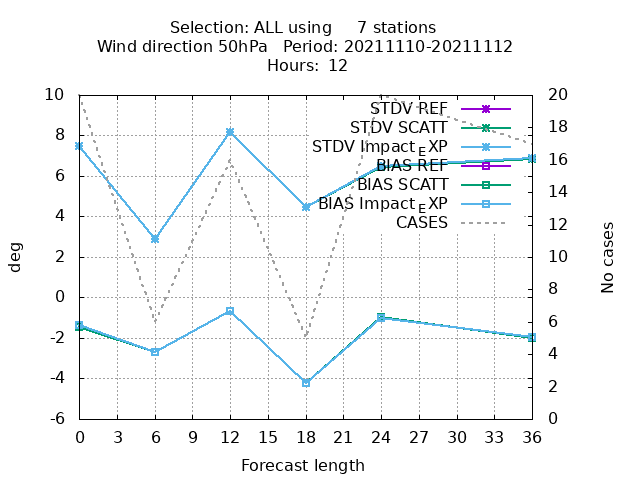 Selection: ALL using 7 stations
Wind direction 50hPa Period: 20211110-20211112
Hours: 12
10 20
8 18
6 16
4 14
2 12
0 10
-2 8
-4 6
-6 4
2
0
STDV REF
STDV SCATT
STDV Impact_EXP
BIAS REF
BIAS SCATT
BIAS Impact_EXP
CASES
deg
No cases
0 3 6 9 12 15 18 21 24 27 30 33 36
Forecast length